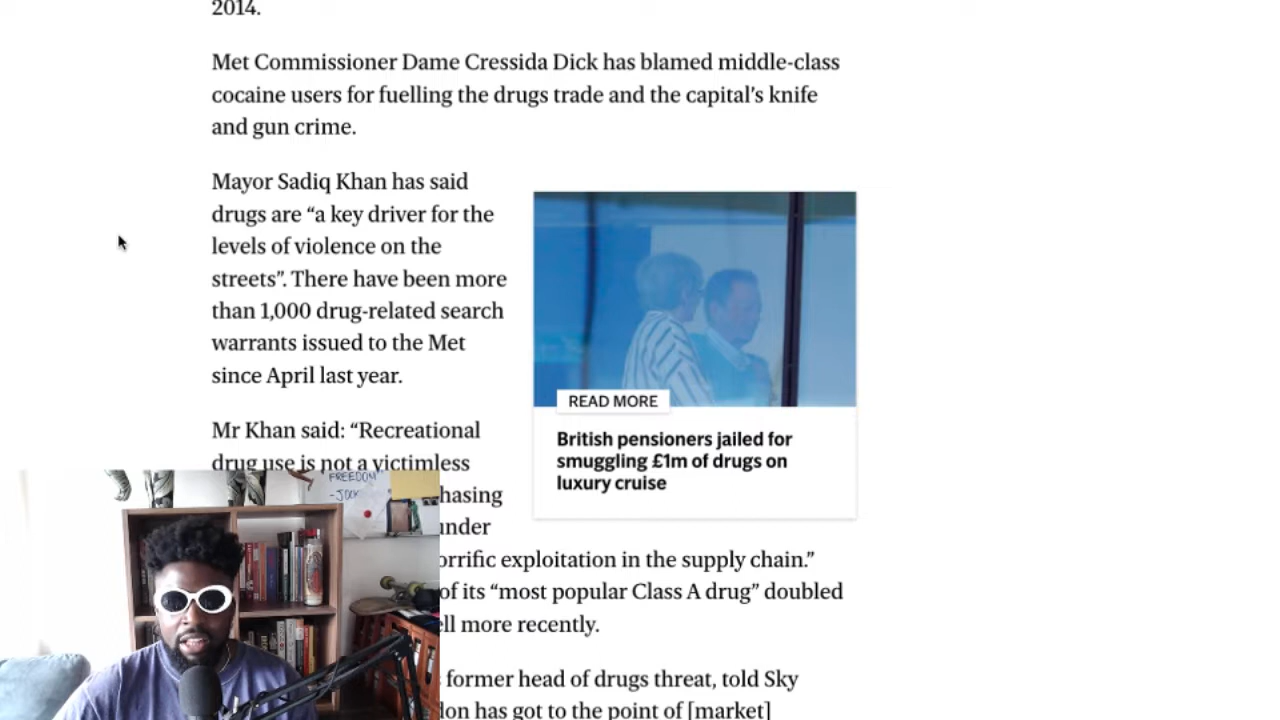 2014.
Met Commissioner Dame Cressida Dick has blamed middle-class
cocaine users for fuelling the drugs trade and the capital’s knife
and gun crime.
Mayor Sadiq Khan has said
drugs are “a key driver for the
levels of violence on the
streets”. There have been more
than 1,000 drug-related search
warrants issued to the Met
since April last year.
READ MORE
British pensioners jailed for
smuggling £1m of drugs on
luxury cruise
Mr Khan said: “Recreational
drug use is not a victimless
hasing
under
orrific exploitation in the supply chain.”
of its “most popular Class A drug” doubled
ell more recently.
former head of drugs threat, told Sky
don has got to the point of [market]
FREEDOM"